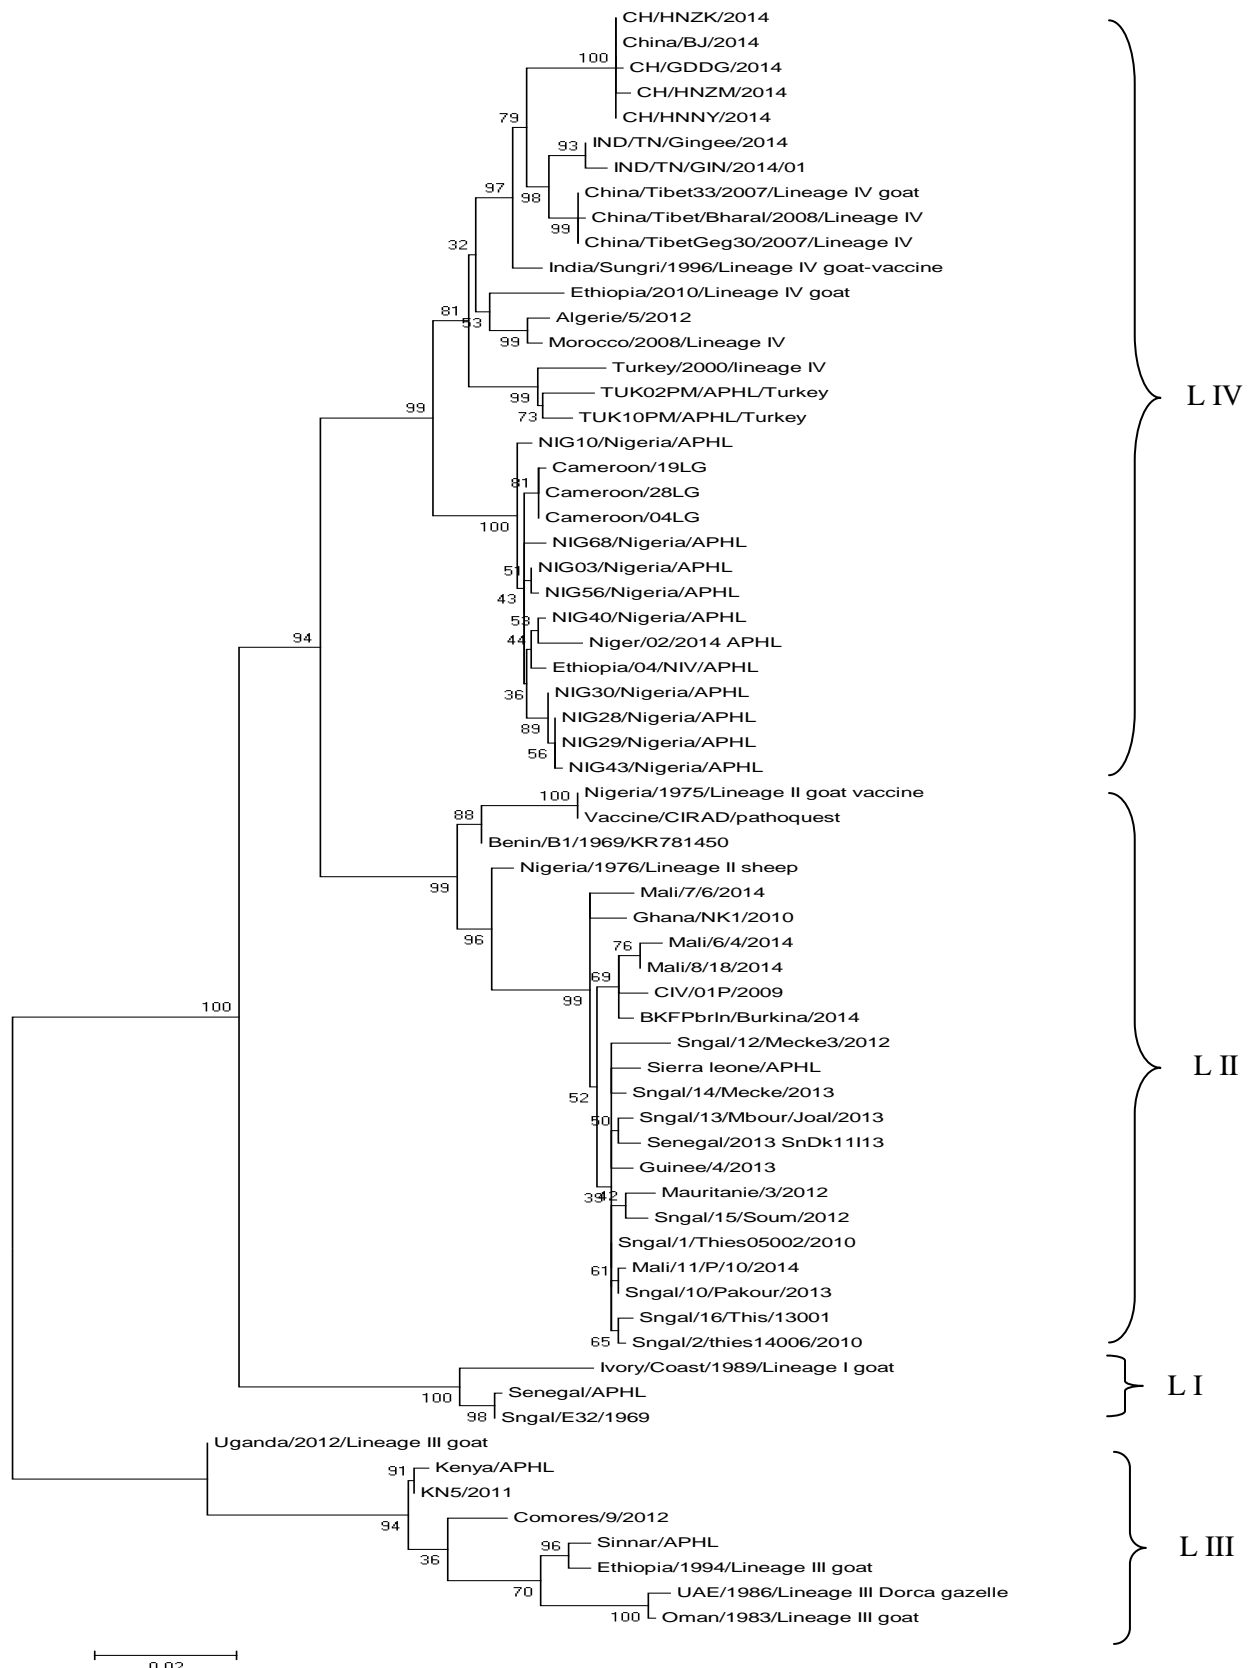 CH/HNZK/2014
China/BJ/2014
100
CH/GDDG/2014
CH/HNZM/2014
79
CH/HNNY/2014
93
IND/TN/Gingee/2014
IND/TN/GIN/2014/01
97
98
China/Tibet33/2007/Lineage IV goat
China/Tibet/Bharal/2008/Lineage IV
99
China/TibetGeg30/2007/Lineage IV
32
India/Sungri/1996/Lineage IV goat-vaccine
Ethiopia/2010/Lineage IV goat
81
53
Algerie/5/2012
99
Morocco/2008/Lineage IV
Turkey/2000/lineage IV
99
TUK02PM/APHL/Turkey
L IV
99
73
TUK10PM/APHL/Turkey
NIG10/Nigeria/APHL
Cameroon/19LG
81
Cameroon/28LG
100
Cameroon/04LG
NIG68/Nigeria/APHL
51
NIG03/Nigeria/APHL
43
NIG56/Nigeria/APHL
53
NIG40/Nigeria/APHL
94
44
Niger/02/2014 APHL
Ethiopia/04/NIV/APHL
36
NIG30/Nigeria/APHL
89
NIG28/Nigeria/APHL
56
NIG29/Nigeria/APHL
NIG43/Nigeria/APHL
100
Nigeria/1975/Lineage II goat vaccine
88
Vaccine/CIRAD/pathoquest
Benin/B1/1969/KR781450
99
Nigeria/1976/Lineage II sheep
Mali/7/6/2014
Ghana/NK1/2010
96
76
Mali/6/4/2014
69
Mali/8/18/2014
99
CIV/01P/2009
100
BKFPbrIn/Burkina/2014
Sngal/12/Mecke3/2012
Sierra leone/APHL
L II
52
Sngal/14/Mecke/2013
50
Sngal/13/Mbour/Joal/2013
Senegal/2013 SnDk11I13
Guinee/4/2013
39
42
Mauritanie/3/2012
Sngal/15/Soum/2012
Sngal/1/Thies05002/2010
61
Mali/11/P/10/2014
Sngal/10/Pakour/2013
Sngal/16/This/13001
65
Sngal/2/thies14006/2010
Ivory/Coast/1989/Lineage I goat
100
Senegal/APHL
L I
98
Sngal/E32/1969
Uganda/2012/Lineage III goat
91
Kenya/APHL
KN5/2011
94
Comores/9/2012
36
96
Sinnar/APHL
L III
Ethiopia/1994/Lineage III goat
70
UAE/1986/Lineage III Dorca gazelle
100
Oman/1983/Lineage III goat
0.02